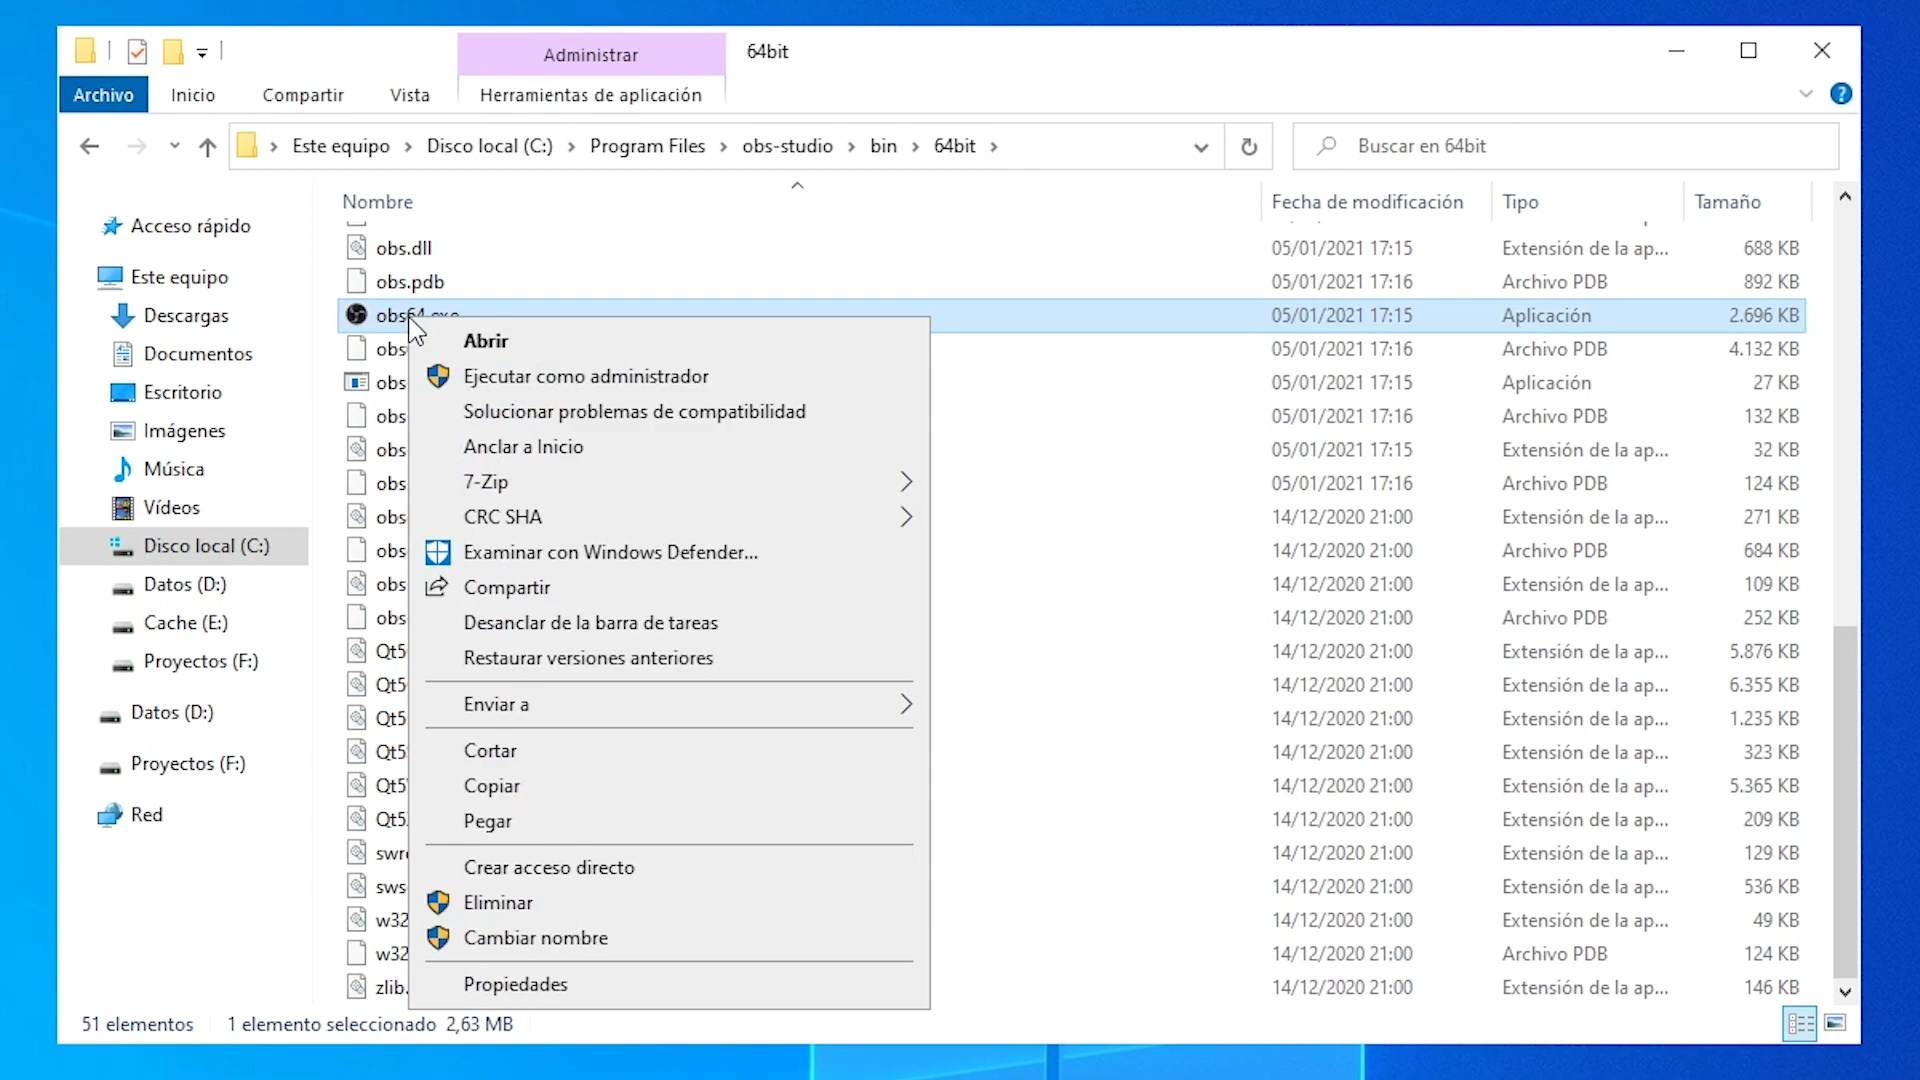 Administrar
64bit
Archivo
Inicio
Compartir
Vista
Herramientas de aplicación
Este equipo
Disco local (C:)
Program Files
obs-studio
bin
64bit
Buscar en 64bit
Nombre
Fecha de modificación
Tipo
Tamaño
Acceso rápido
Este equipo
Descargas
Documentos
Escritorio
Imágenes
Música
Vídeos
Disco local (C:)
Datos (D:)
Cache (E:)
Proyectos (F:)
Datos (D:)
Proyectos (F:)
Red
obs.dll 05/01/2021 17:15 Extensión de la ap... 688 KB
obs.pdb 05/01/2021 17:16 Archivo PDB 892 KB
obs64.exe 05/01/2021 17:15 Aplicación 2.696 KB
obs 05/01/2021 17:16 Archivo PDB 4.132 KB
obs 05/01/2021 17:15 Aplicación 27 KB
obs 05/01/2021 17:16 Archivo PDB 132 KB
obs 05/01/2021 17:15 Extensión de la ap... 32 KB
obs 05/01/2021 17:16 Archivo PDB 124 KB
obs 14/12/2020 21:00 Extensión de la ap... 271 KB
obs 14/12/2020 21:00 Archivo PDB 684 KB
obs 14/12/2020 21:00 Extensión de la ap... 109 KB
obs 14/12/2020 21:00 Archivo PDB 252 KB
Qt5 14/12/2020 21:00 Extensión de la ap... 5.876 KB
Qt5 14/12/2020 21:00 Extensión de la ap... 6.355 KB
Qt5 14/12/2020 21:00 Extensión de la ap... 1.235 KB
Qt5 14/12/2020 21:00 Extensión de la ap... 323 KB
Qt5 14/12/2020 21:00 Extensión de la ap... 5.365 KB
Qt5 14/12/2020 21:00 Extensión de la ap... 209 KB
swr 14/12/2020 21:00 Extensión de la ap... 129 KB
sws 14/12/2020 21:00 Extensión de la ap... 536 KB
w32 14/12/2020 21:00 Extensión de la ap... 49 KB
w32 14/12/2020 21:00 Archivo PDB 124 KB
zlib. 14/12/2020 21:00 Extensión de la ap... 146 KB
Abrir
Ejecutar como administrador
Solucionar problemas de compatibilidad
Anclar a Inicio
7-Zip
CRC SHA
Examinar con Windows Defender...
Compartir
Desanclar de la barra de tareas
Restaurar versiones anteriores
Enviar a
Cortar
Copiar
Pegar
Crear acceso directo
Eliminar
Cambiar nombre
Propiedades
51 elementos
1 elemento seleccionado 2,63 MB